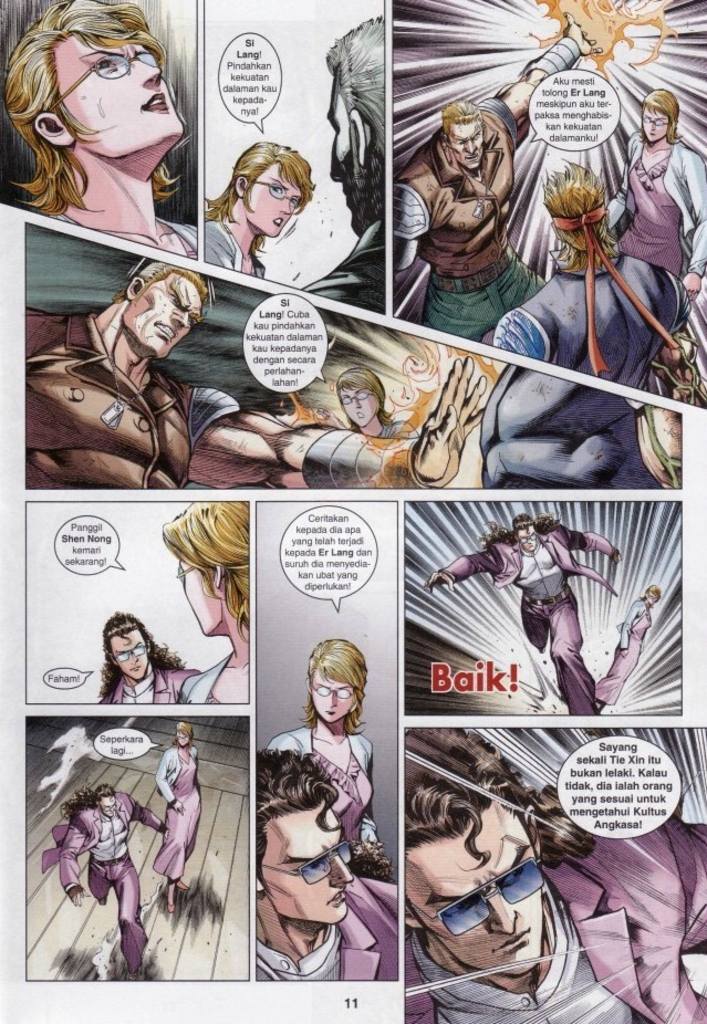 Si
Lang!
Pindahkan
kekuatan
dalaman kau
kepada-
nya!
Aku mesti
tolong Er Lang
meskipun aku ter-
paksa menghabis-
kan kekuatan
dalamanku!
Si
Lang! Cuba
kau pindahkan
kekuatan dalaman
kau kepadanya
dengan secara
perlahan-
lahan!
Panggil
Shen Nong
kemari
sekarang!
Faham!
Ceritakan
kepada dia apa
yang telah terjadi
kepada Er Lang dan
suruh dia menyedia-
kan ubat yang
diperlukan!
Baik!
Seperkara
lagi...
Sayang
sekali Tie Xin itu
bukan lelaki. Kalau
tidak, dia ialah orang
yang sesuai untuk
mengetahui Kultus
Angkasa!
11